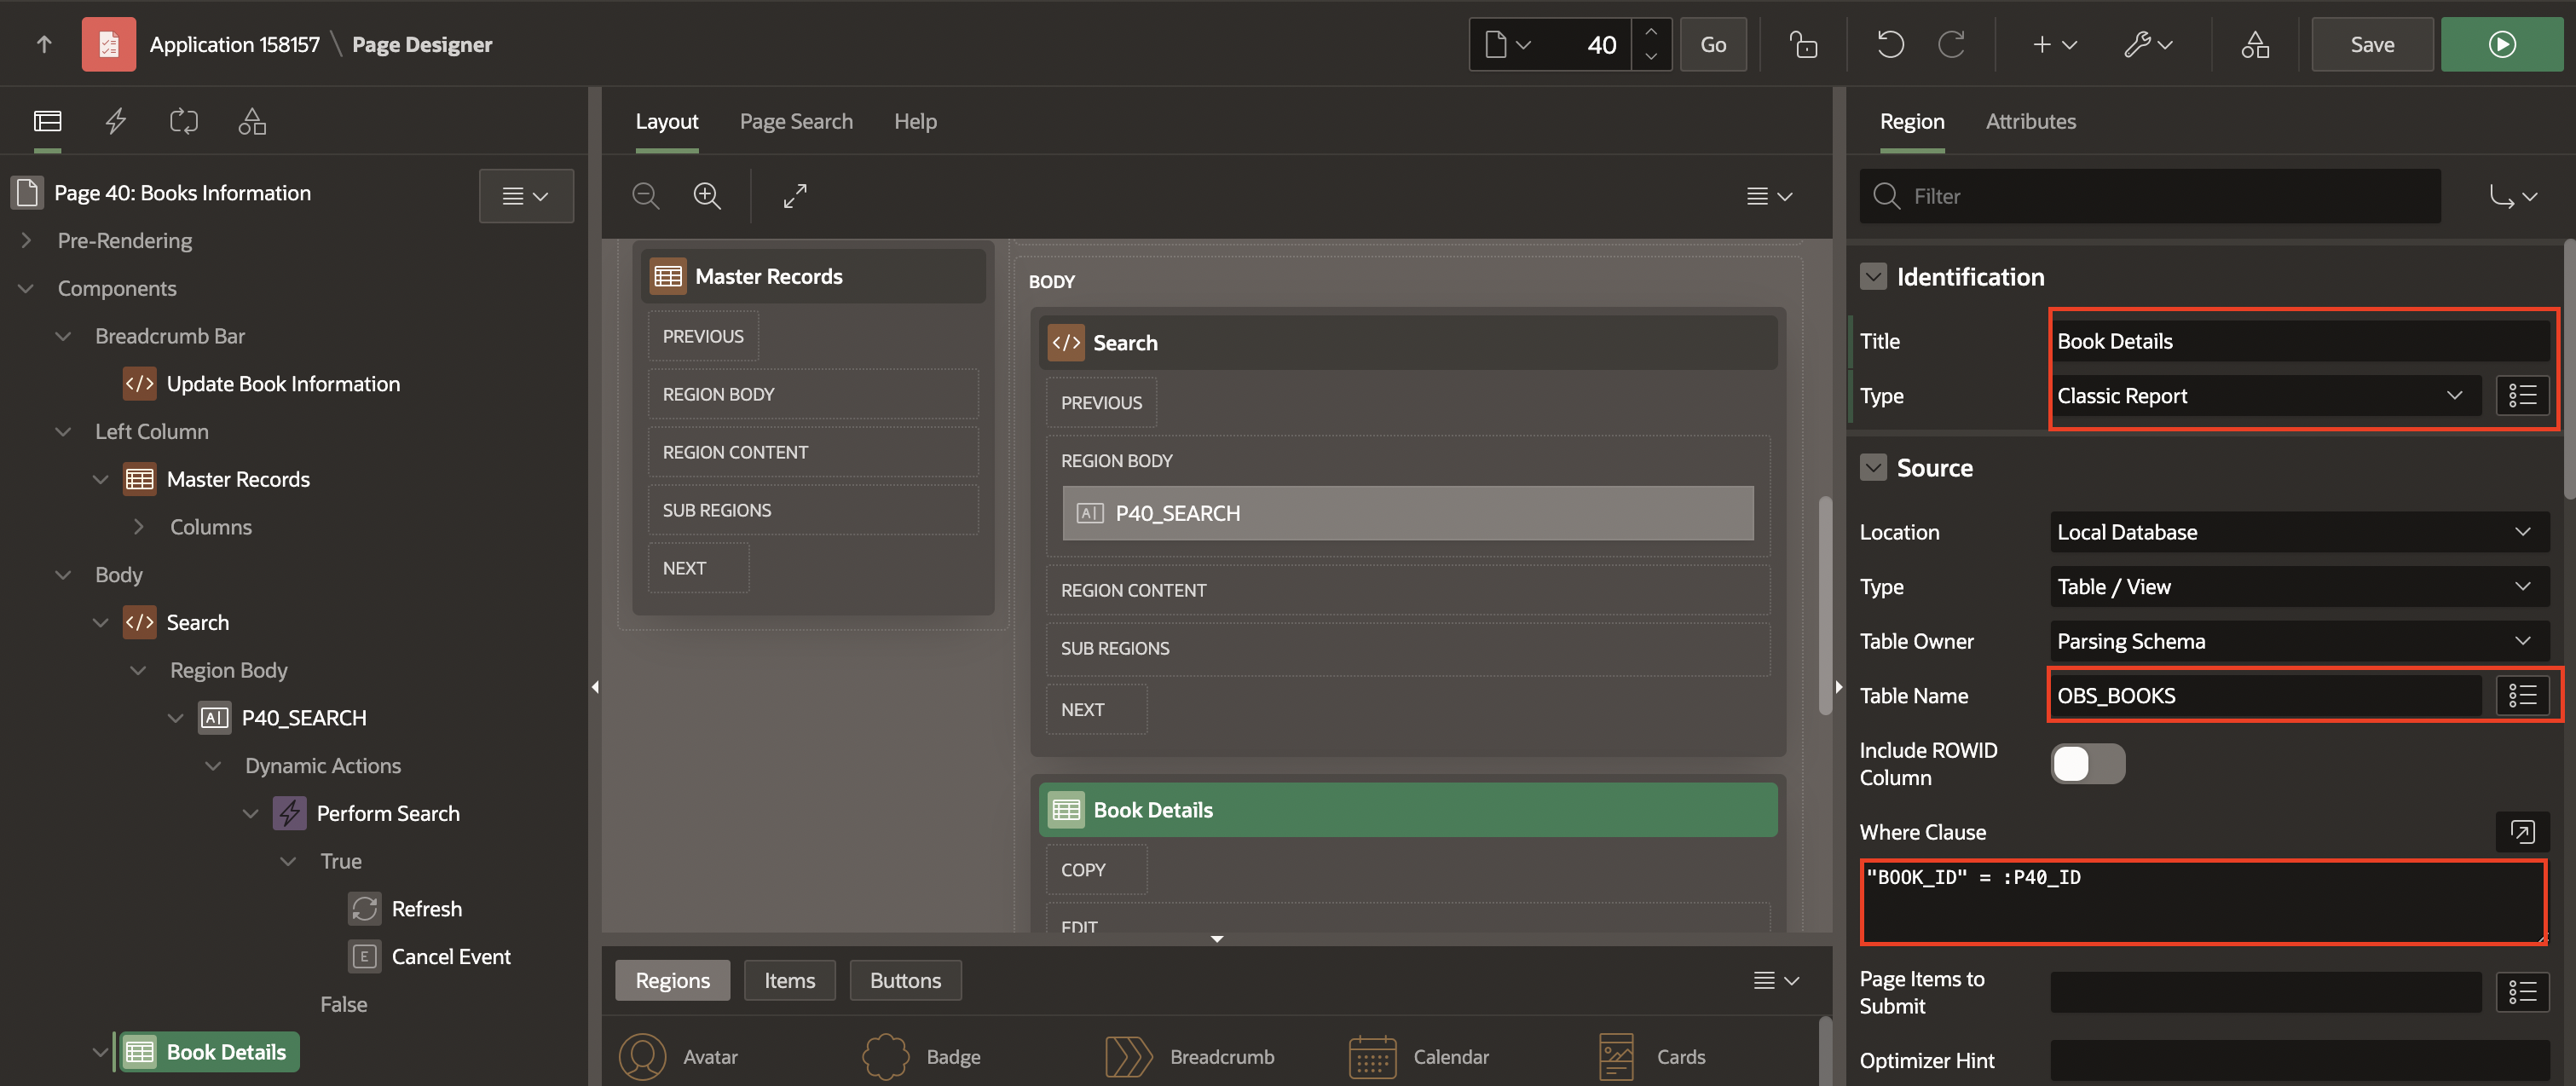 Application 158157 \ Page Designer
40
Go
Save
Page 40: Books Information
Pre-Rendering
Components
Breadcrumb Bar
</> Update Book Information
Left Column
Master Records
Columns
Body
</> Search
Region Body
A| P40_SEARCH
Dynamic Actions
Perform Search
True
Refresh
E Cancel Event
False
Book Details
Layout
Page Search
Help
Master Records
PREVIOUS
REGION BODY
REGION CONTENT
SUB REGIONS
NEXT
BODY
</> Search
PREVIOUS
REGION BODY
A| P40_SEARCH
REGION CONTENT
SUB REGIONS
NEXT
Book Details
COPY
EDIT
Regions
Items
Buttons
Avatar
Badge
Breadcrumb
Calendar
Cards
Region
Attributes
Filter
Identification
Title
Book Details
Type
Classic Report
Source
Location
Local Database
Type
Table / View
Table Owner
Parsing Schema
Table Name
OBS_BOOKS
Include ROWID
Column
Where Clause
"BOOK_ID" = :P40_ID
Page Items to
Submit
Optimizer Hint